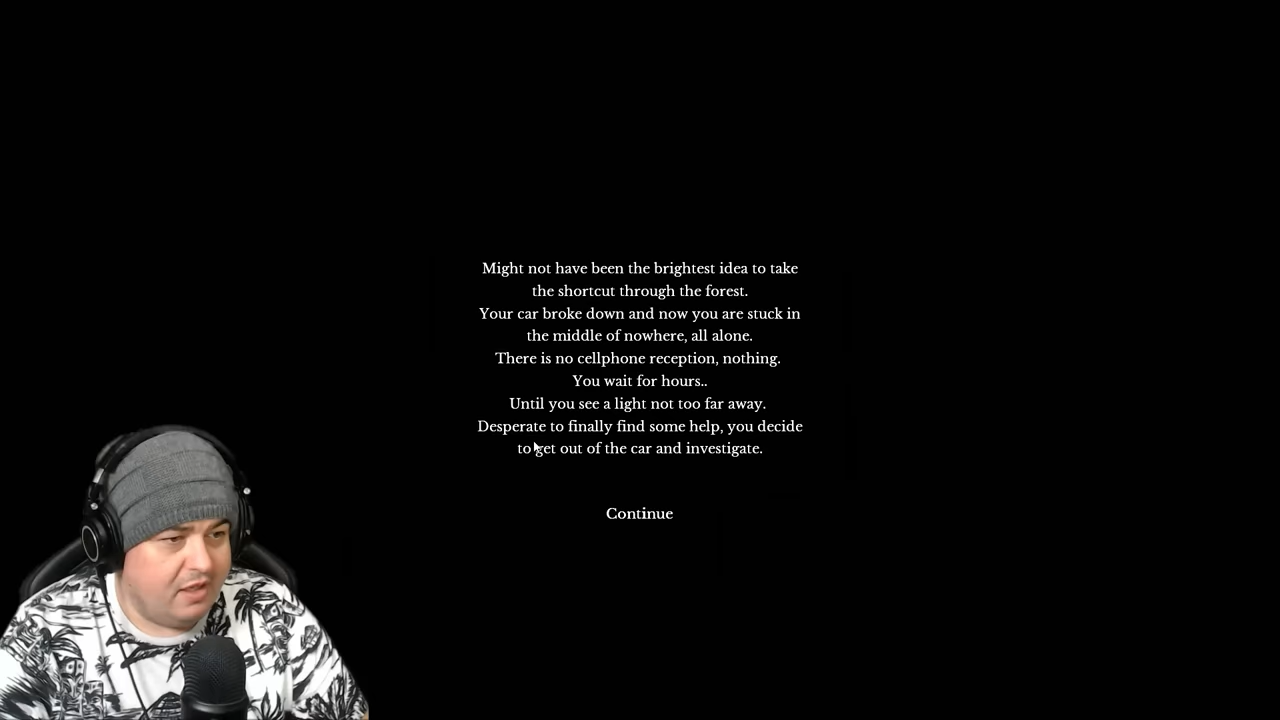 Might not have been the brightest idea to take
the shortcut through the forest.
Your car broke down and now you are stuck in
the middle of nowhere, all alone.
There is no cellphone reception, nothing.
You wait for hours..
Until you see a light not too far away.
Desperate to finally find some help, you decide
to get out of the car and investigate.
Continue